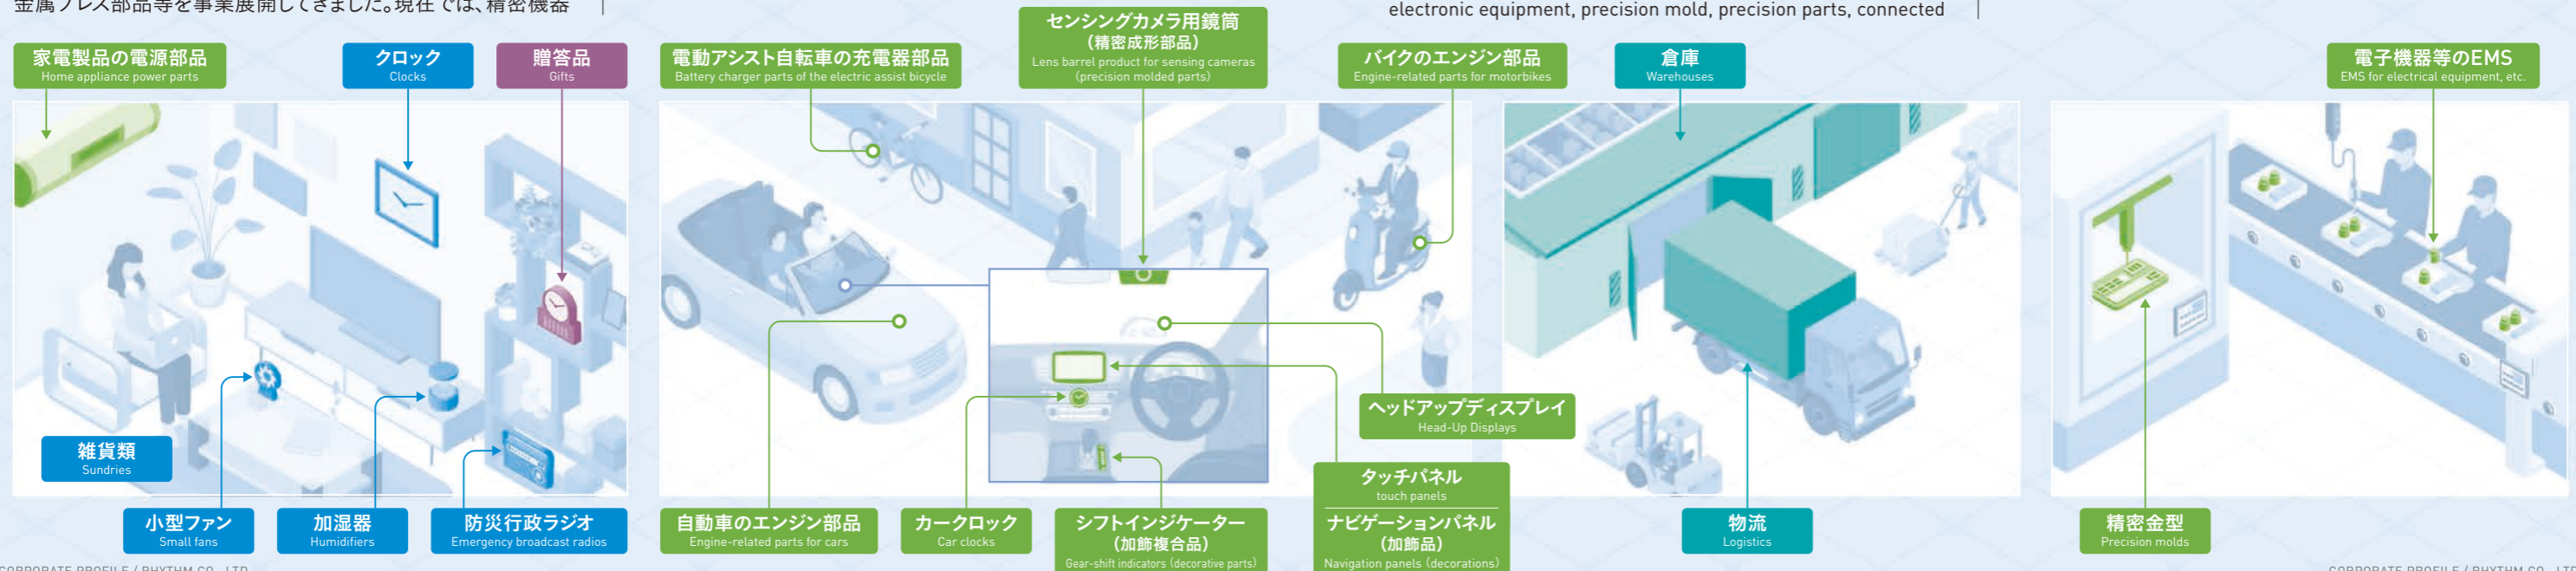 金属プレス部品等を事業展開してきました。現在では、精密機器
electronic equipment, precision mold, precision parts, connected
家電製品の電源部品
Home appliance power parts
クロック
Clocks
贈答品
Gifts
電動アシスト自転車の充電器部品
Battery charger parts of the electric assist bicycle
センシングカメラ用鏡筒
(精密成形部品)
Lens barrel product for sensing cameras
(precision molded parts)
バイクのエンジン部品
Engine-related parts for motorbikes
倉庫
Warehouses
電子機器等のEMS
EMS for electrical equipment, etc.
雑貨類
Sundries
小型ファン
Small fans
加湿器
Humidifiers
防災行政ラジオ
Emergency broadcast radios
自動車のエンジン部品
Engine-related parts for cars
カークロック
Car clocks
シフトインジケーター
(加飾複合品)
Gear-shift indicators (decorative parts)
ヘッドアップディスプレイ
Head-Up Displays
タッチパネル
touch panels
ナビゲーションパネル
(加飾品)
Navigation panels (decorations)
物流
Logistics
精密金型
Precision molds
CORPORATE PROFILE / RHYTHM CO., LTD.
CORPORATE PROFILE / RHYTHM CO., LTD